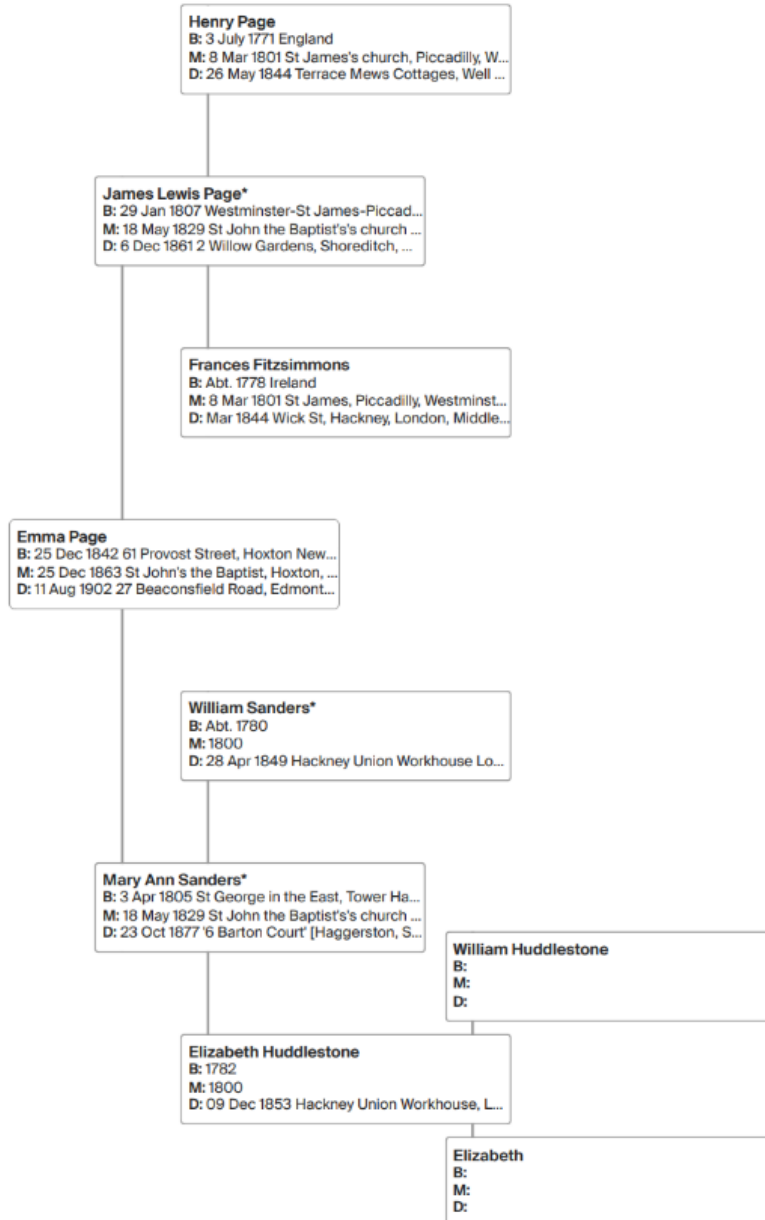 Henry Page
B: 3 July 1771 England
M: 8 Mar 1801 St James's church, Piccadilly, W...
D: 26 May 1844 Terrace Mews Cottages, Well ...
James Lewis Page*
B: 29 Jan 1807 Westminster-St James-Piccad...
M: 18 May 1829 St John the Baptist's's church ...
D: 6 Dec 1861 2 Willow Gardens, Shoreditch, ...
Frances Fitzsimmons
B: Abt. 1778 Ireland
M: 8 Mar 1801 St James, Piccadilly, Westminst...
D: Mar 1844 Wick St, Hackney, London, Middle...
Emma Page
B: 25 Dec 1842 61 Provost Street, Hoxton New...
M: 25 Dec 1863 St John's the Baptist, Hoxton, ...
D: 11 Aug 1902 27 Beaconsfield Road, Edmont...
William Sanders*
B: Abt. 1780
M: 1800
D: 28 Apr 1849 Hackney Union Workhouse Lo...
Mary Ann Sanders*
B: 3 Apr 1805 St George in the East, Tower Ha...
M: 18 May 1829 St John the Baptist's's church ...
D: 23 Oct 1877 '6 Barton Court' [Haggerston, S...
William Huddlestone
B:
M:
D:
Elizabeth Huddlestone
B: 1782
M: 1800
D: 09 Dec 1853 Hackney Union Workhouse, L...
Elizabeth
B:
M:
D: